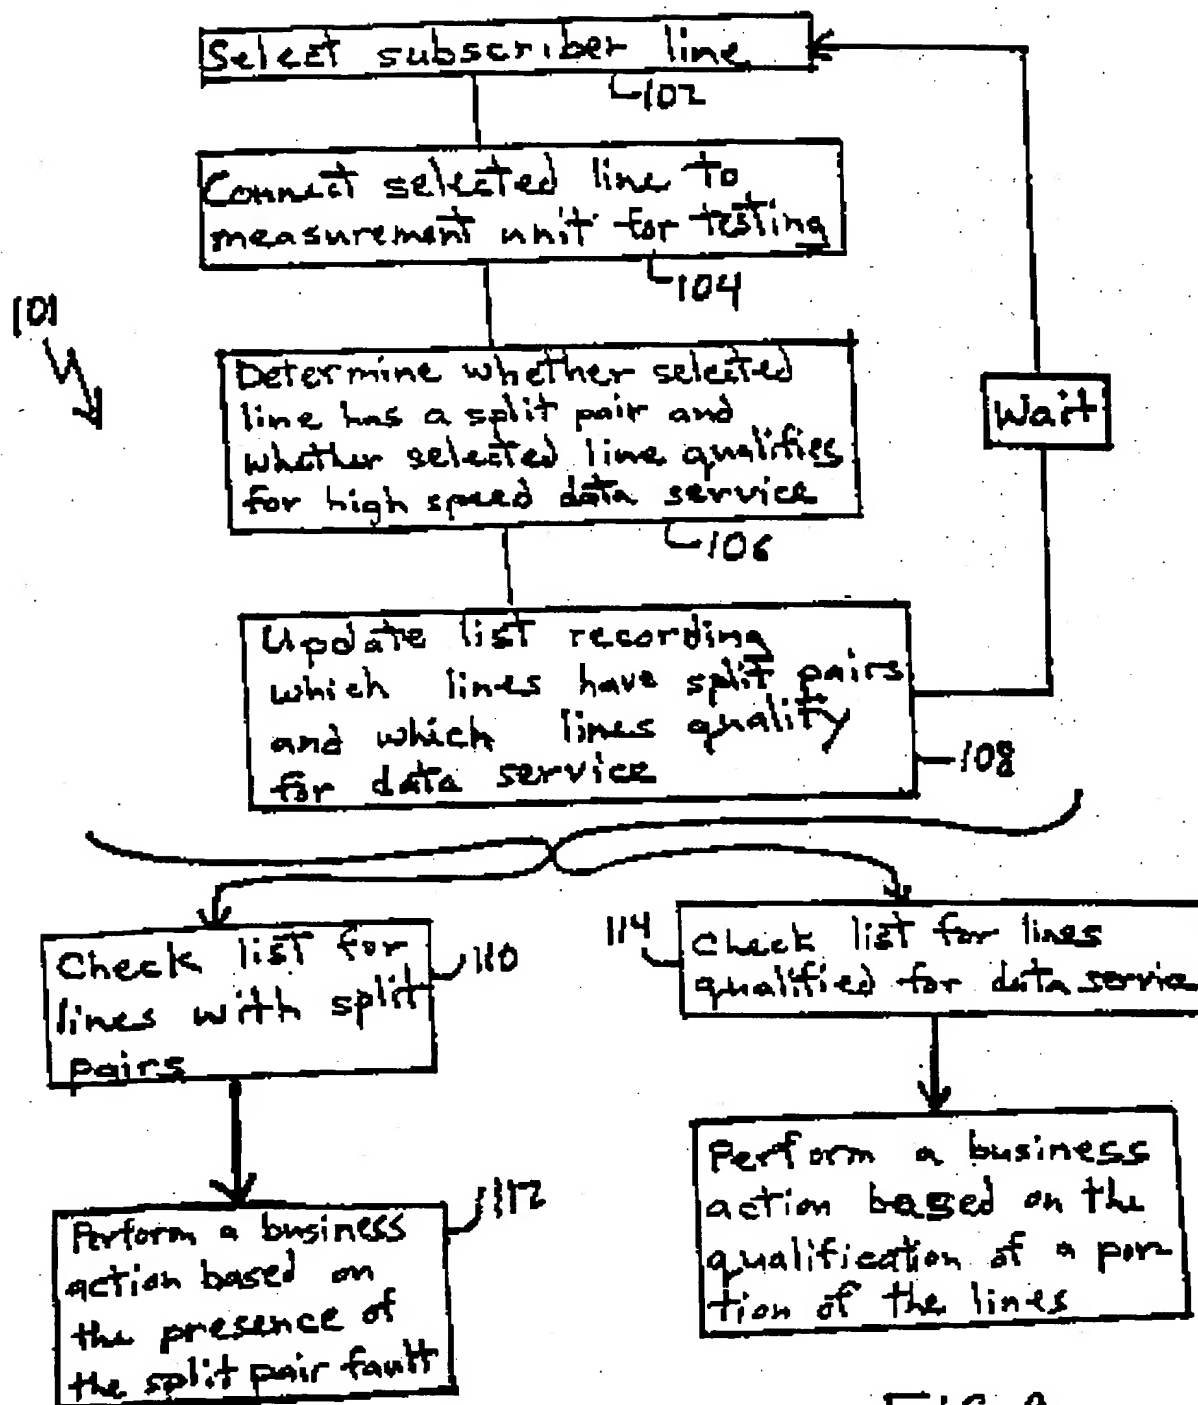 Select subscriber line
102
Connect selected line to
measurement unit for testing
104
101
Determine whether selected
line has a split pair and
whether selected line qualifies
for high speed data service
106
Wait
Update list recording
which lines have split pairs
and which lines qualify
for data service
108
Check list for
lines with split
pairs
110
114
Check list for lines
qualified for data service
Perform a business
action based on
the presence of
the split pair fault
112
Perform a business
action based on the
qualification of a por-
tion of the lines